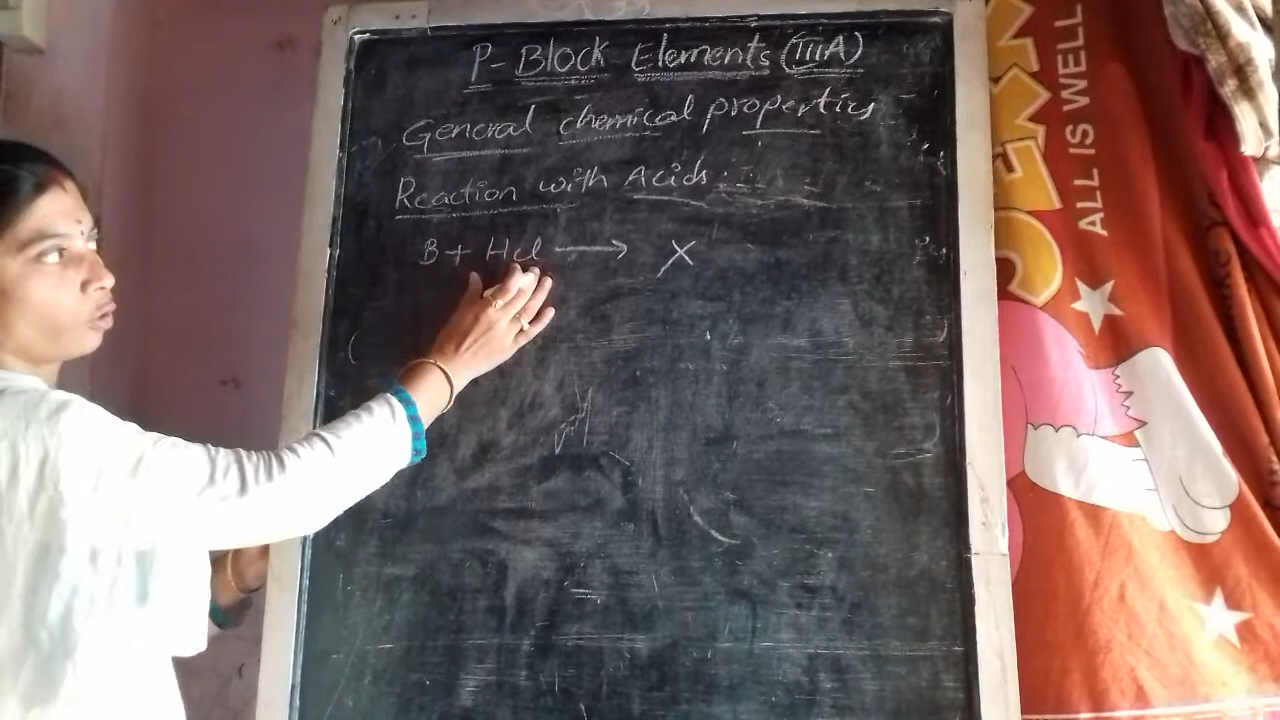 P-Block Elements (IIIA)
General chemical properties
Reaction with Acids:-
B + Hcl ⟶ X
ALL IS WELL